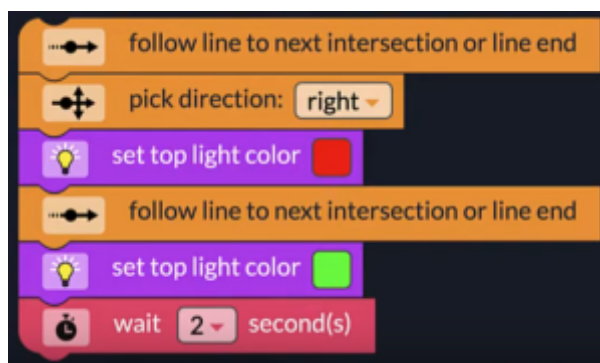 follow line to next intersection or line end
pick direction: right
set top light color
follow line to next intersection or line end
set top light color
wait 2 second(s)